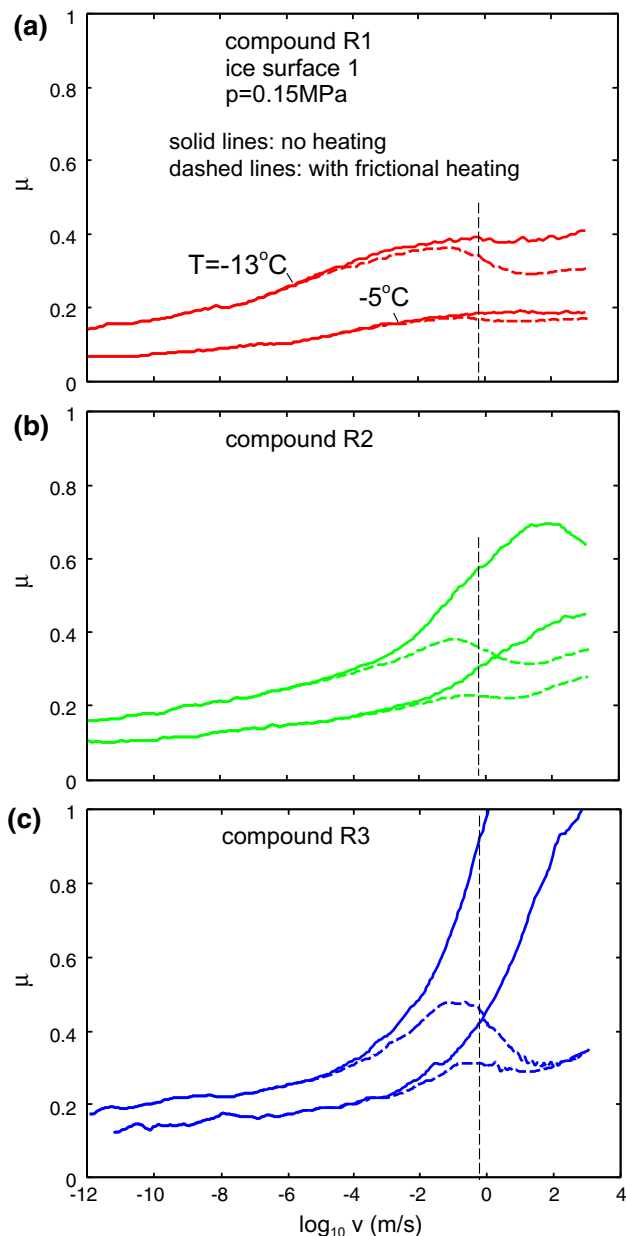 (a)
compound R1
ice surface 1
p=0.15MPa
solid lines: no heating
dashed lines: with frictional heating
T=-13°C
-5°C
1
0.8
0.6
0.4
0.2
0
μ
(b)
compound R2
1
0.8
0.6
0.4
0.2
0
μ
(c)
compound R3
1
0.8
0.6
0.4
0.2
0
μ
-12 -10 -8 -6 -4 -2 0 2 4
log10 v (m/s)